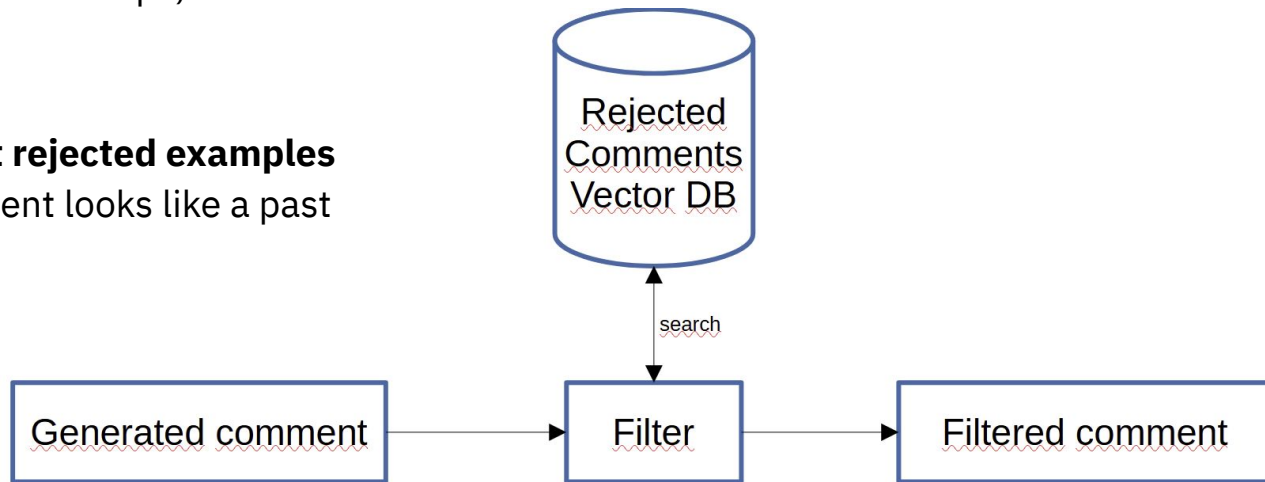 rejected examples
ent looks like a past
Rejected
Comments
Vector DB
search
Generated comment
Filter
Filtered comment